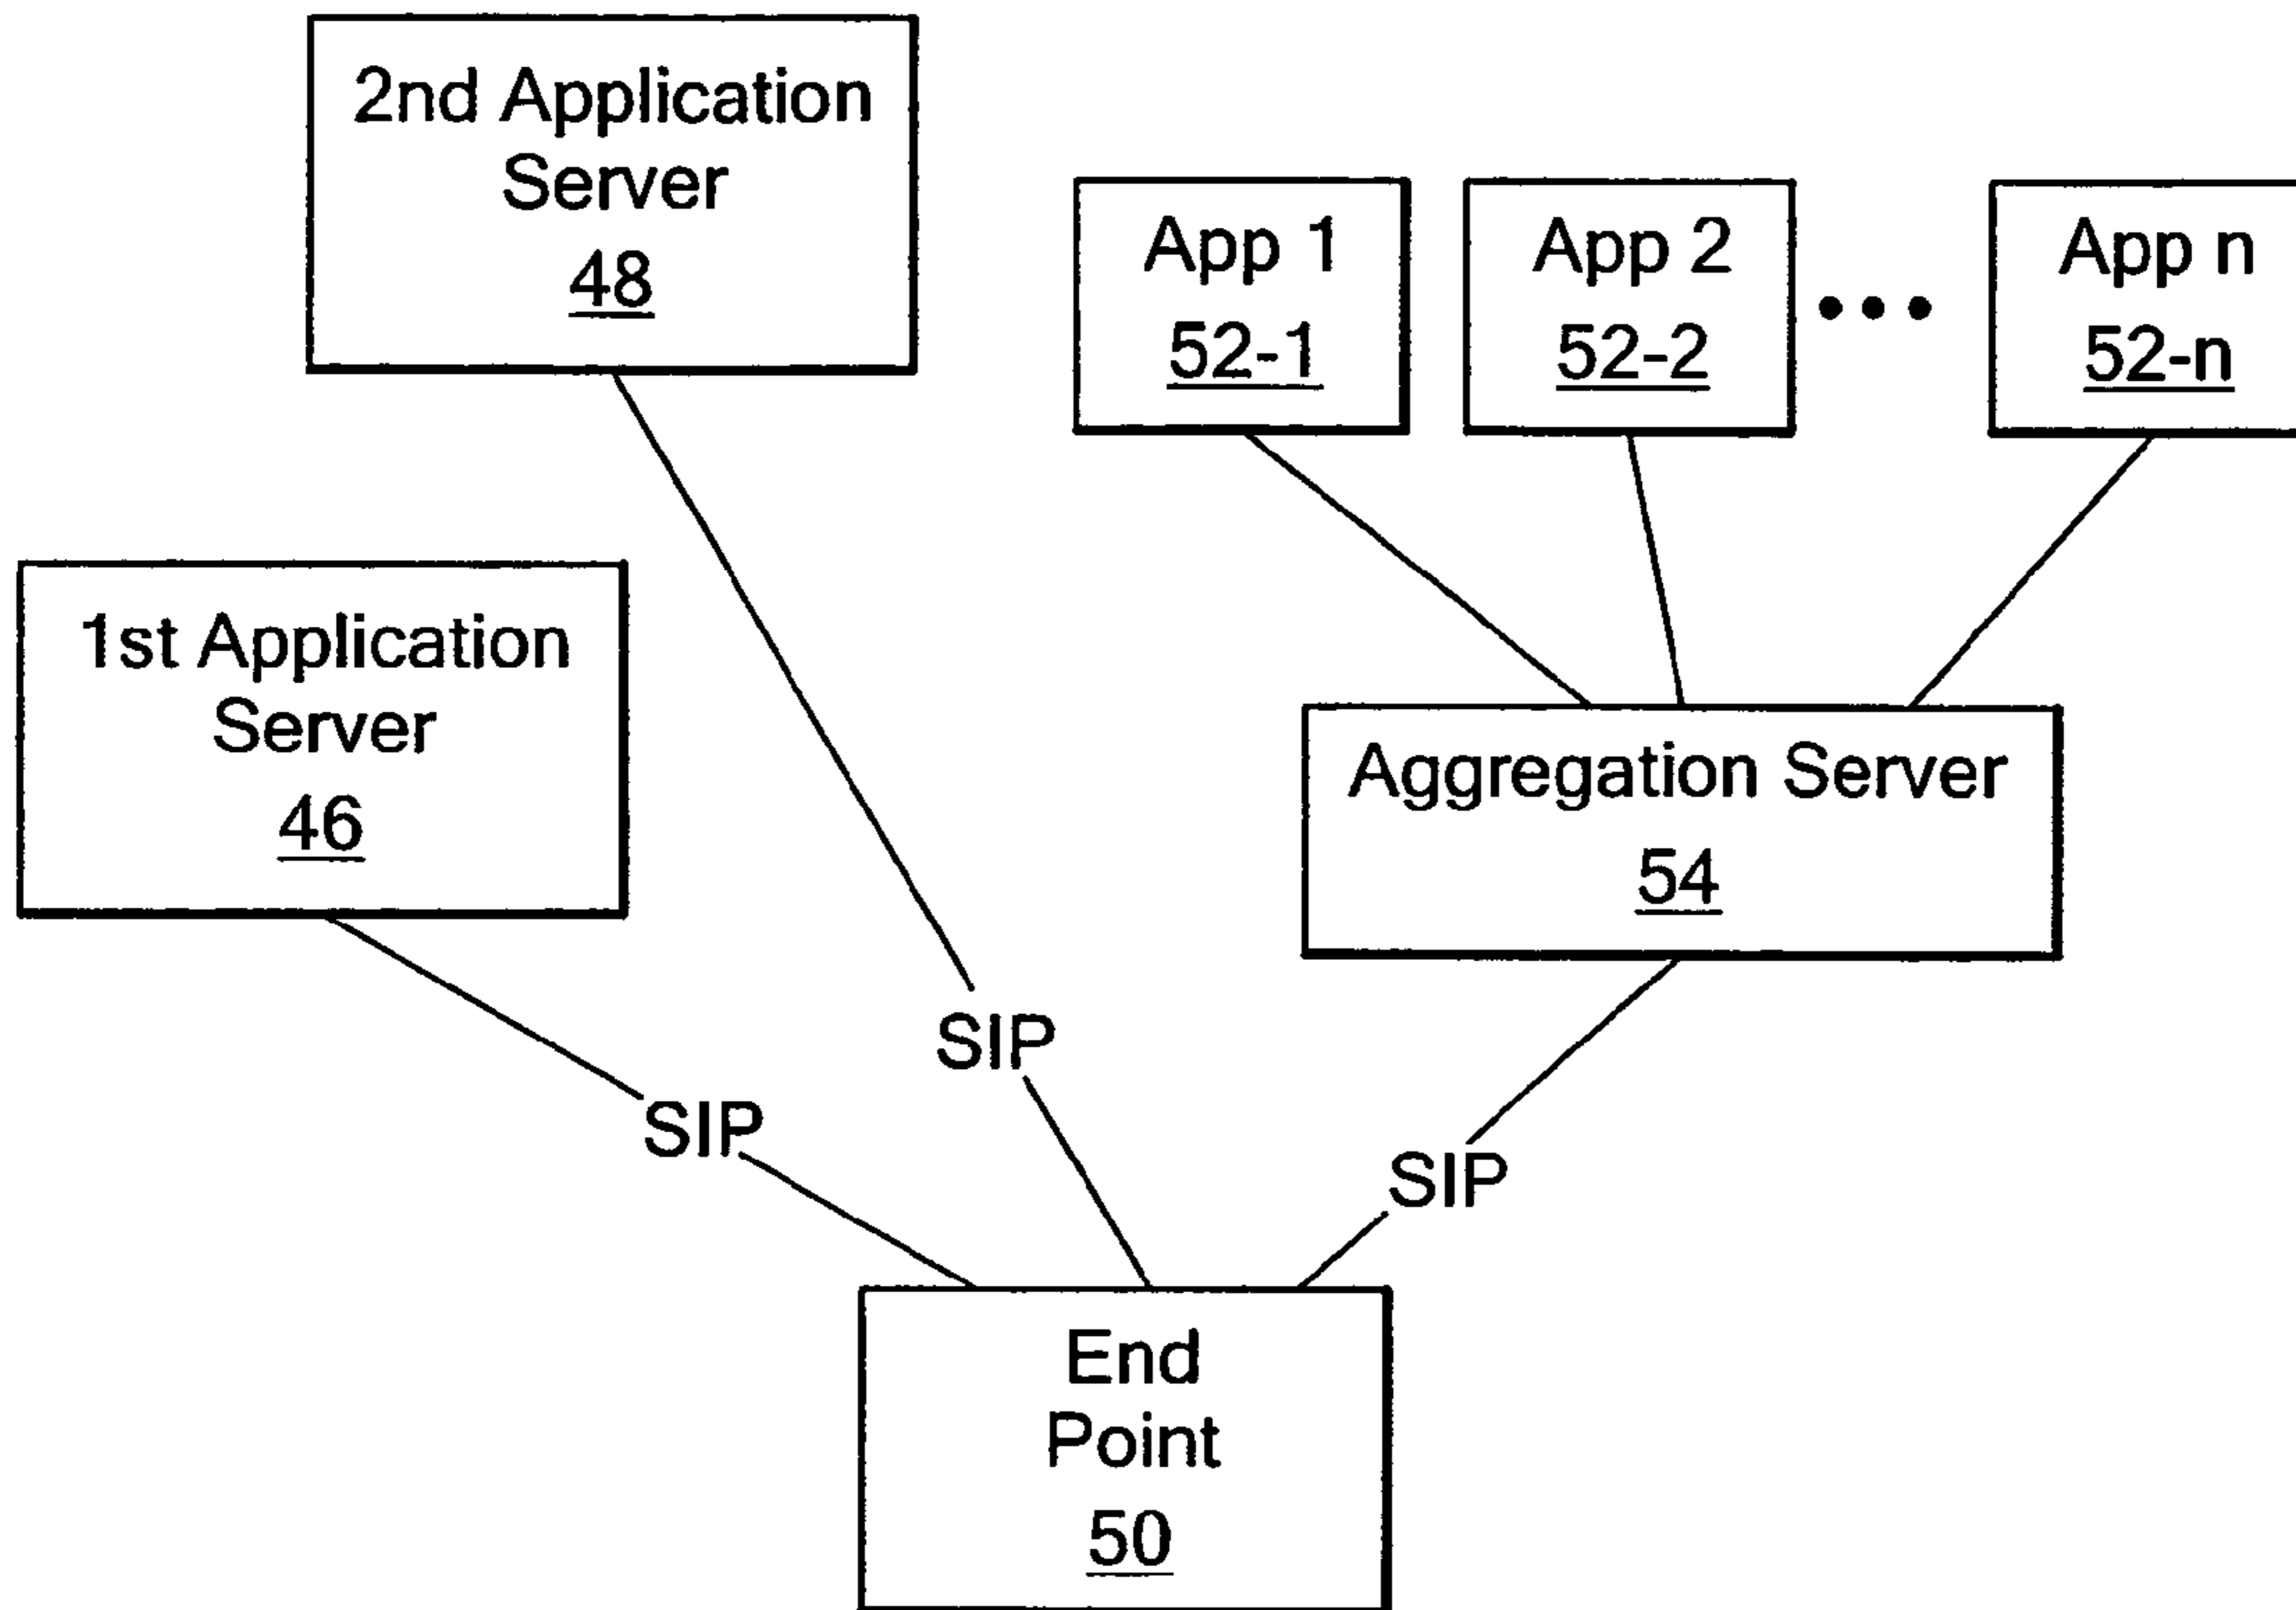 2nd Application
Server
48
App 1
52-1
App 2
52-2
App n
52-n
1st Application
Server
46
Aggregation Server
54
SIP
SIP
SIP
End
Point
50